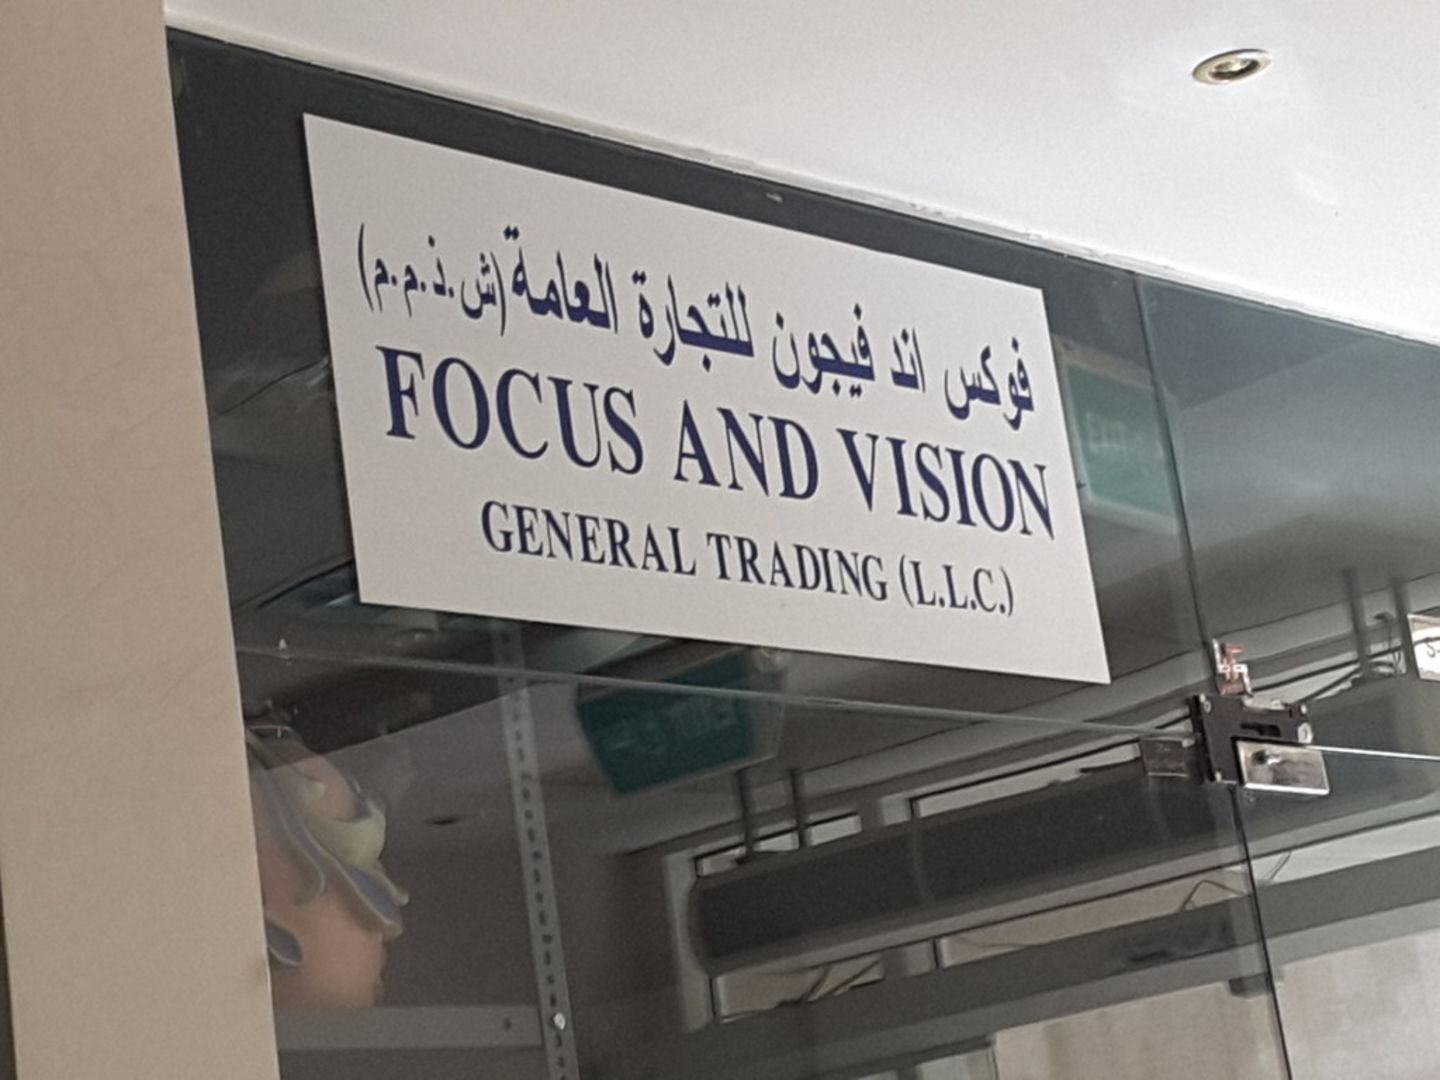 فوكس اند فيجون للتجارة العامة(ش.ذ.م.م)
FOCUS AND VISION
GENERAL TRADING (L.L.C.)